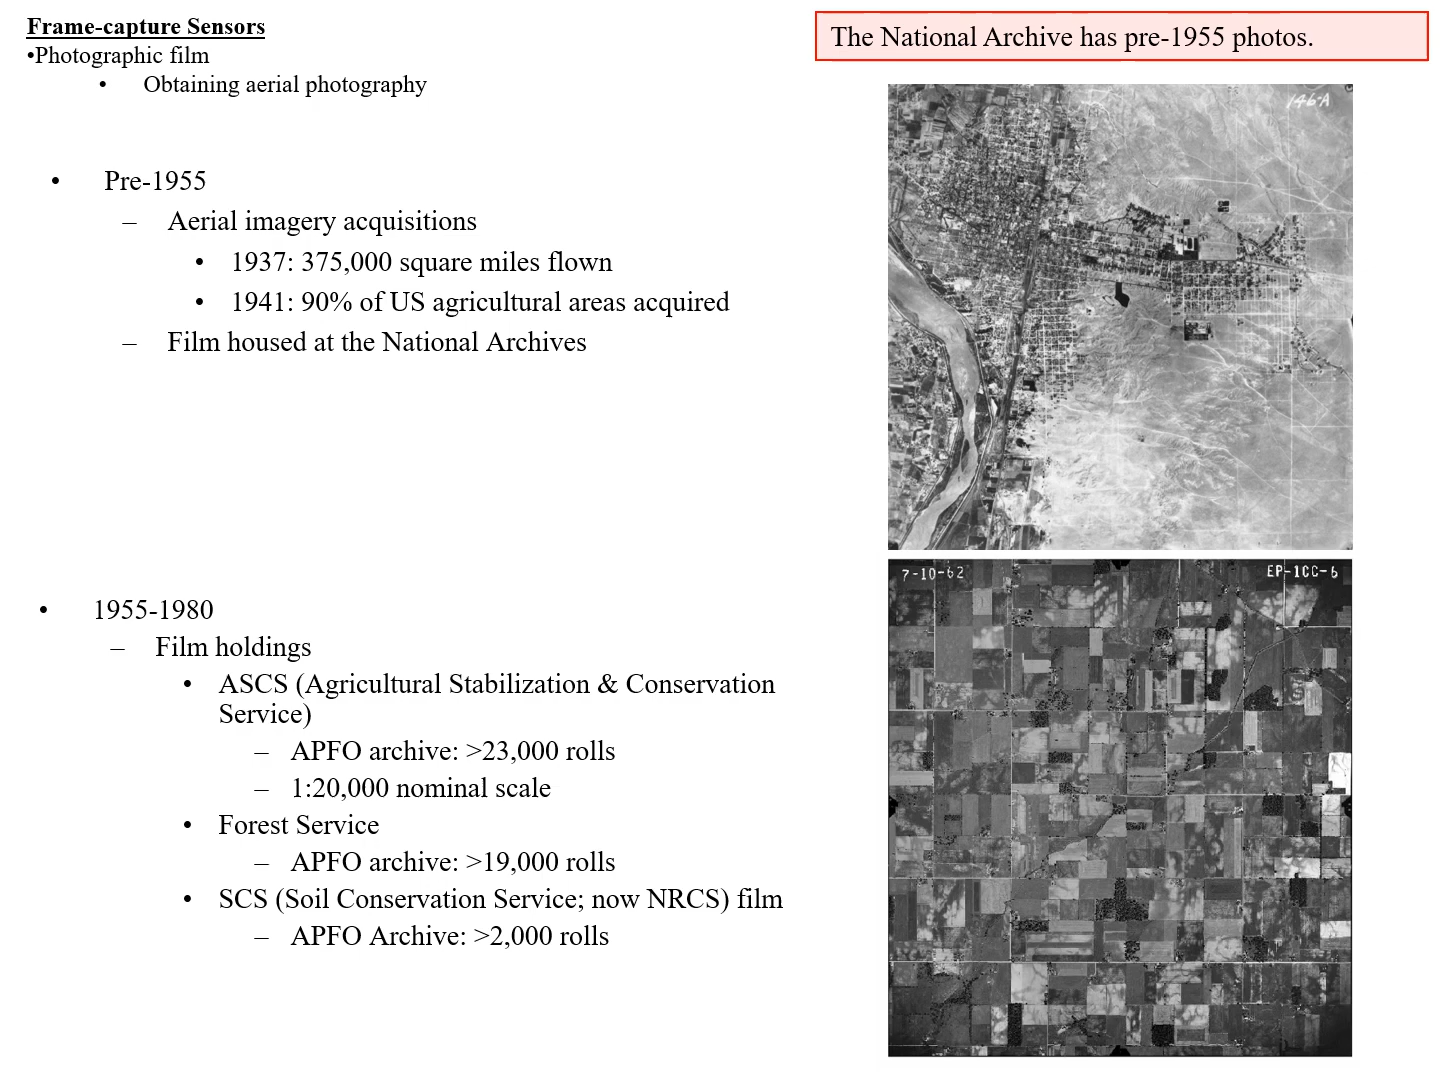 Frame-capture Sensors
•Photographic film
• Obtaining aerial photography
The National Archive has pre-1955 photos.
• Pre-1955
– Aerial imagery acquisitions
• 1937: 375,000 square miles flown
• 1941: 90% of US agricultural areas acquired
– Film housed at the National Archives
146-A
• 1955-1980
– Film holdings
• ASCS (Agricultural Stabilization & Conservation
Service)
– APFO archive: >23,000 rolls
– 1:20,000 nominal scale
• Forest Service
– APFO archive: >19,000 rolls
• SCS (Soil Conservation Service; now NRCS) film
– APFO Archive: >2,000 rolls
7-10-62 EP-1CC-6